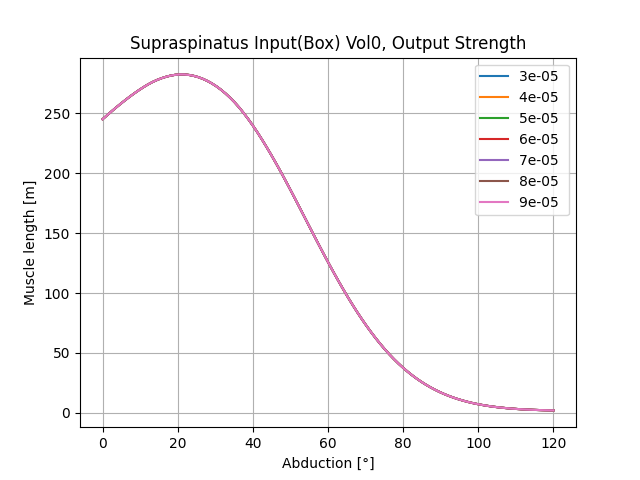 Supraspinatus Input(Box) Vol0, Output Strength
3e-05
4e-05
5e-05
6e-05
7e-05
8e-05
9e-05
250
200
150
100
50
0
Muscle length [m]
0 20 40 60 80 100 120
Abduction [°]